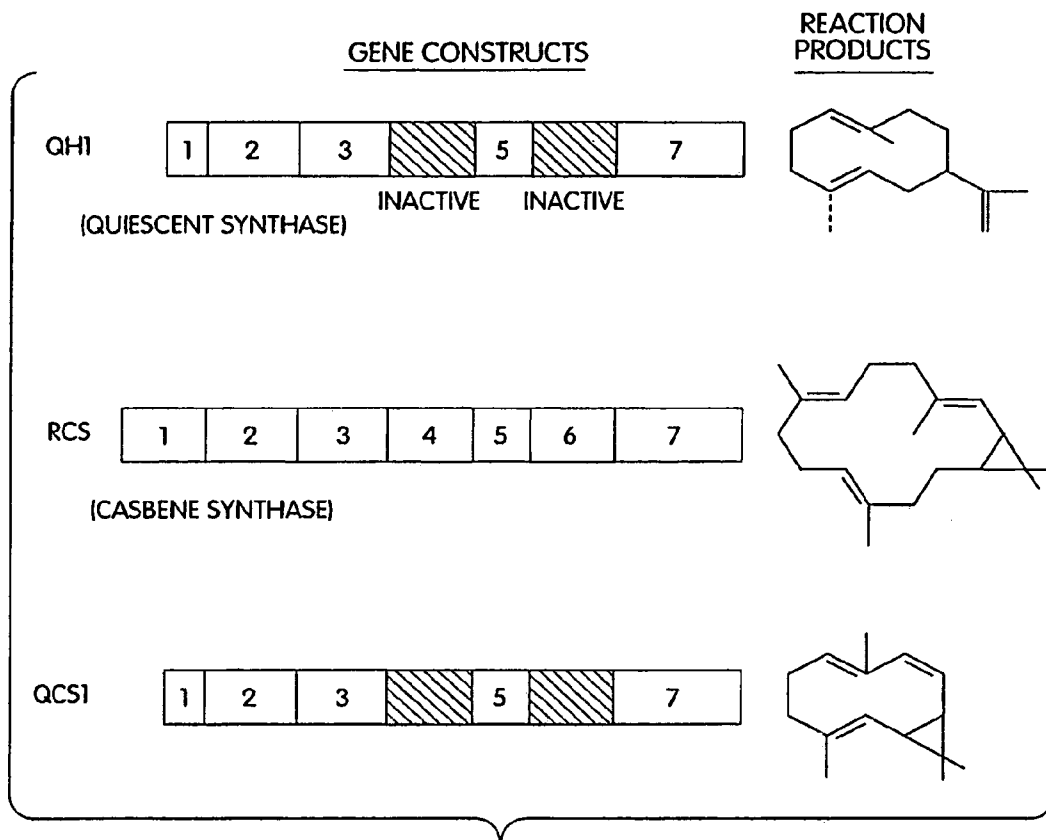 GENE CONSTRUCTS
REACTION
PRODUCTS
QH1
1 2 3 5 7
INACTIVE INACTIVE
(QUIESCENT SYNTHASE)
RCS
1 2 3 4 5 6 7
(CASBENE SYNTHASE)
QCS1
1 2 3 5 7